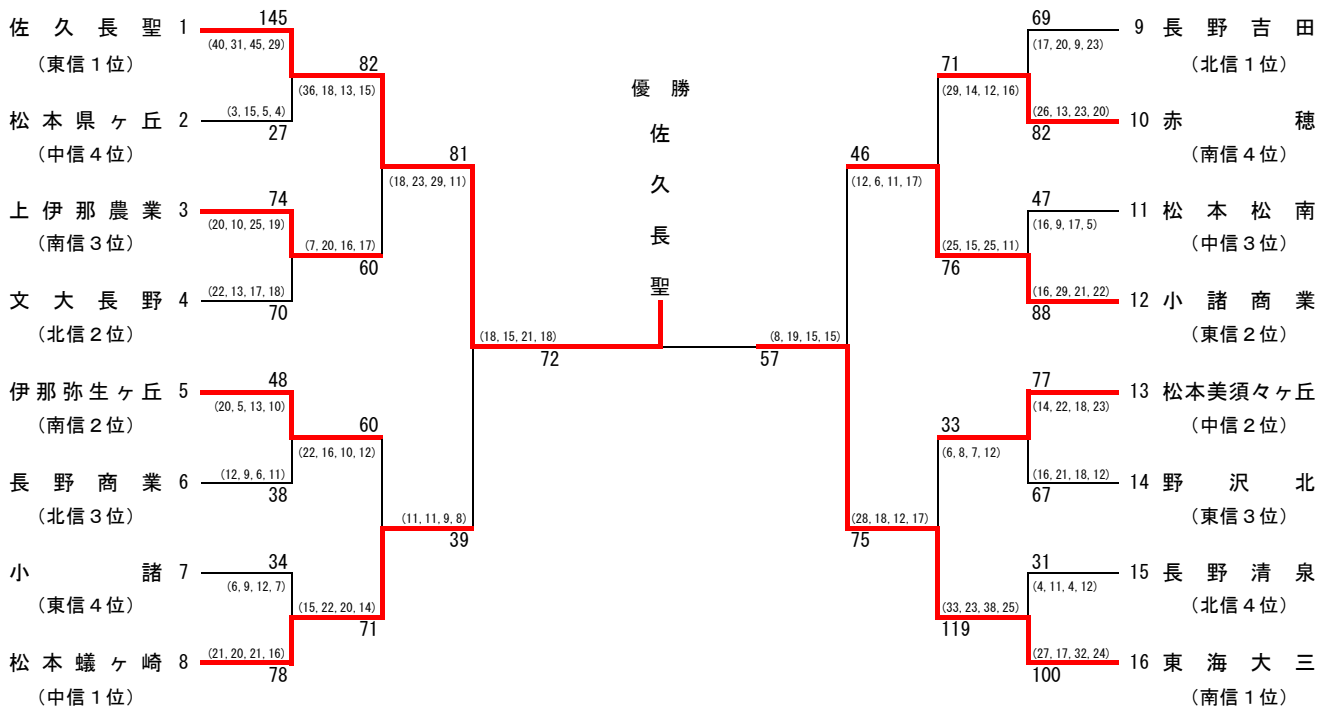 優勝
佐久長聖
佐久長聖 1
(東信1位)
145
(40, 31, 45, 29)
松本県ヶ丘 2
(中信4位)
(3, 15, 5, 4)
27
上伊那農業 3
(南信3位)
74
(20, 10, 25, 19)
文大長野 4
(北信2位)
(22, 13, 17, 18)
70
伊那弥生ヶ丘 5
(南信2位)
48
(20, 5, 13, 10)
長野商業 6
(北信3位)
(12, 9, 6, 11)
38
小諸 7
(東信4位)
34
(6, 9, 12, 7)
松本蟻ヶ崎 8
(中信1位)
(21, 20, 21, 16)
78
82
(36, 18, 13, 15)
(7, 20, 16, 17)
60
60
(22, 16, 10, 12)
(15, 22, 20, 14)
71
81
(18, 23, 29, 11)
(11, 11, 9, 8)
39
(18, 15, 21, 18)
72
(8, 19, 15, 15)
57
46
(12, 6, 11, 17)
(28, 18, 12, 17)
75
71
(29, 14, 12, 16)
(25, 15, 25, 11)
76
33
(6, 8, 7, 12)
(33, 23, 38, 25)
119
69
(17, 20, 9, 23)
9 長野吉田
(北信1位)
(26, 13, 23, 20)
82
10 赤穂
(南信4位)
47
(16, 9, 17, 5)
11 松本松南
(中信3位)
(16, 29, 21, 22)
88
12 小諸商業
(東信2位)
77
(14, 22, 18, 23)
13 松本美須々ヶ丘
(中信2位)
(16, 21, 18, 12)
67
14 野沢北
(東信3位)
31
(4, 11, 4, 12)
15 長野清泉
(北信4位)
(27, 17, 32, 24)
100
16 東海大三
(南信1位)